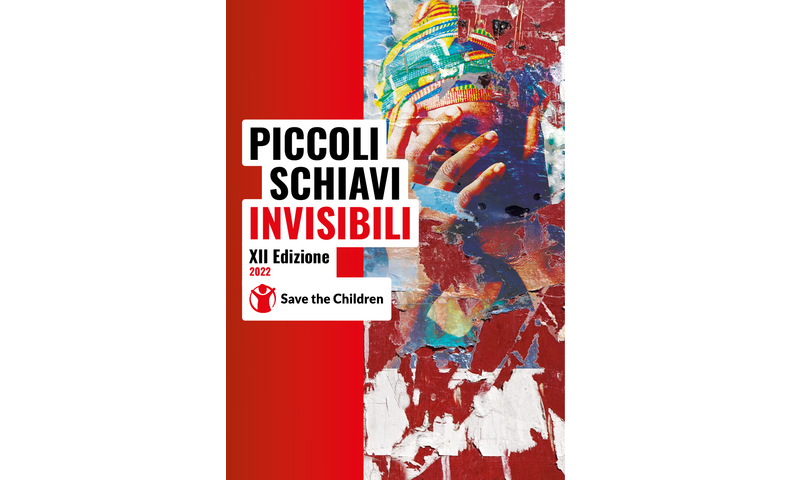 PICCOLI
SCHIAVI
INVISIBILI
XII Edizione
2022
Save the Children